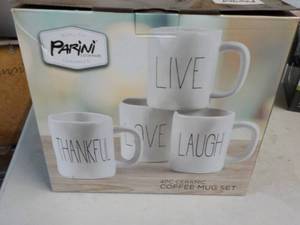 PARINI
LIVE
THANKFUL
LOVE
LAUGH
4PC CERAMIC
COFFEE MUG SET